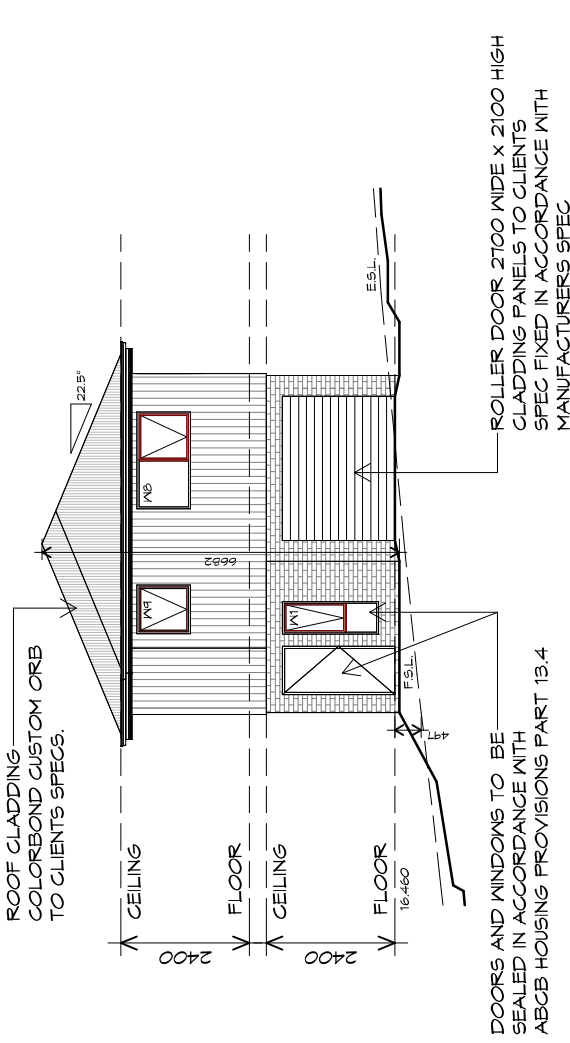 ROOF CLADDING
COLORBOND CUSTOM ORB
TO CLIENTS SPECS.
22.5°
CEILING
2400
FLOOR
CEILING
2400
FLOOR
16.460
W9
W8
W1
6682
E.S.L.
F.S.L.
497
DOORS AND WINDOWS TO BE
SEALED IN ACCORDANCE WITH
ABCB HOUSING PROVISIONS PART 13.4
ROLLER DOOR 2700 WIDE x 2100 HIGH
CLADDING PANELS TO CLIENTS
SPEC FIXED IN ACCORDANCE WITH
MANUFACTURERS SPEC